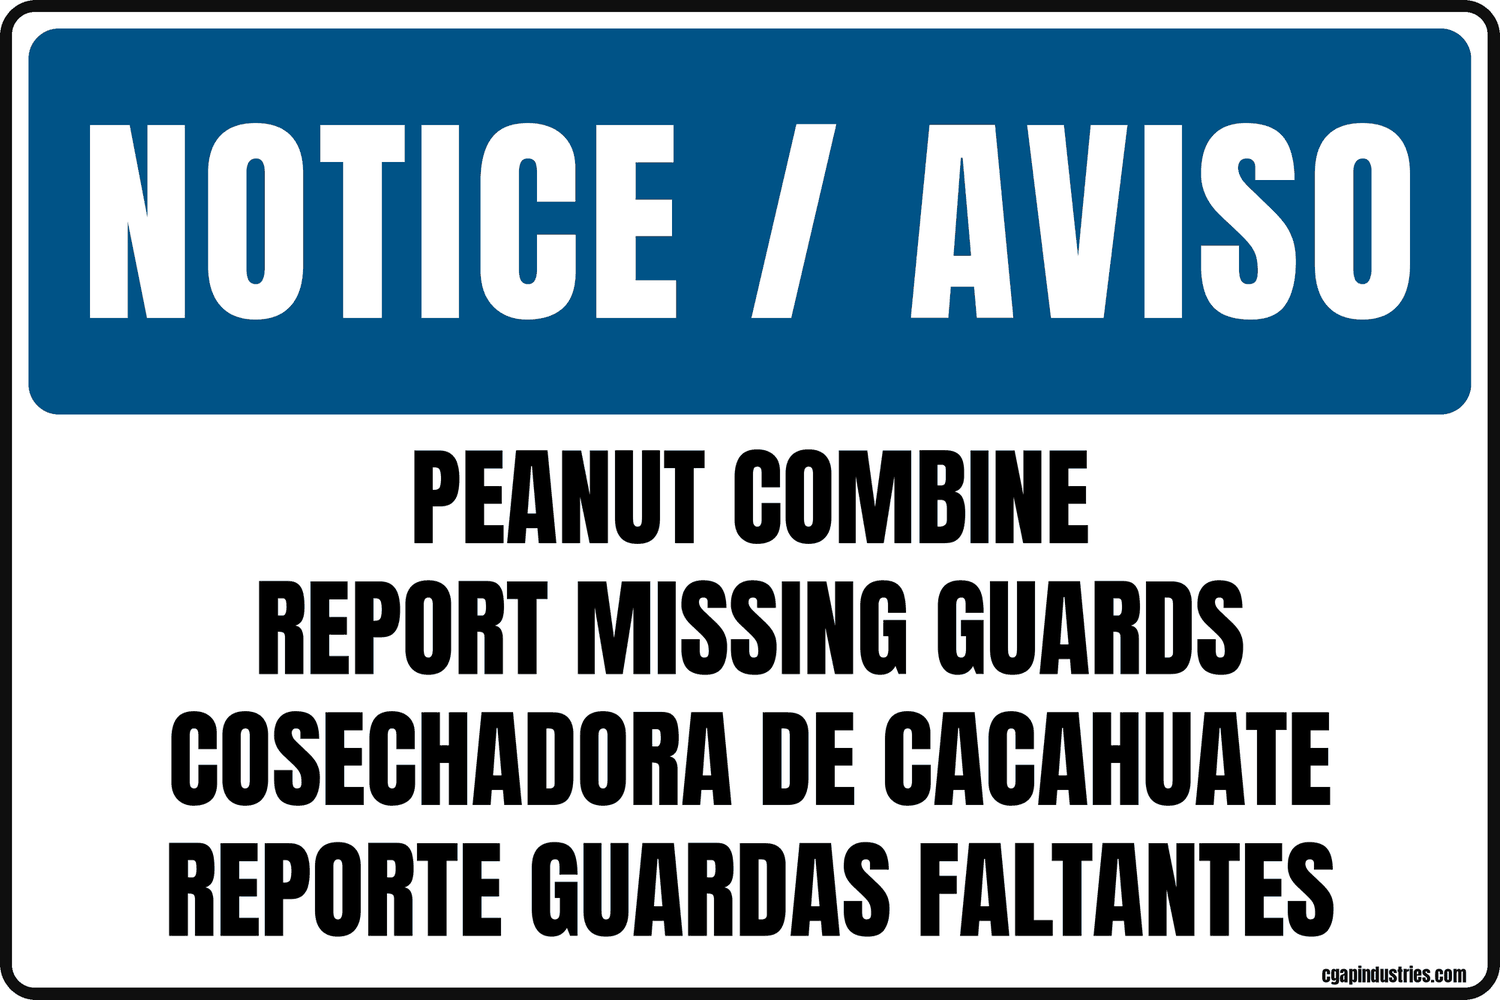 NOTICE / AVISO
PEANUT COMBINE
REPORT MISSING GUARDS
COSECHADORA DE CACAHUATE
REPORTE GUARDAS FALTANTES
cgapindustries.com